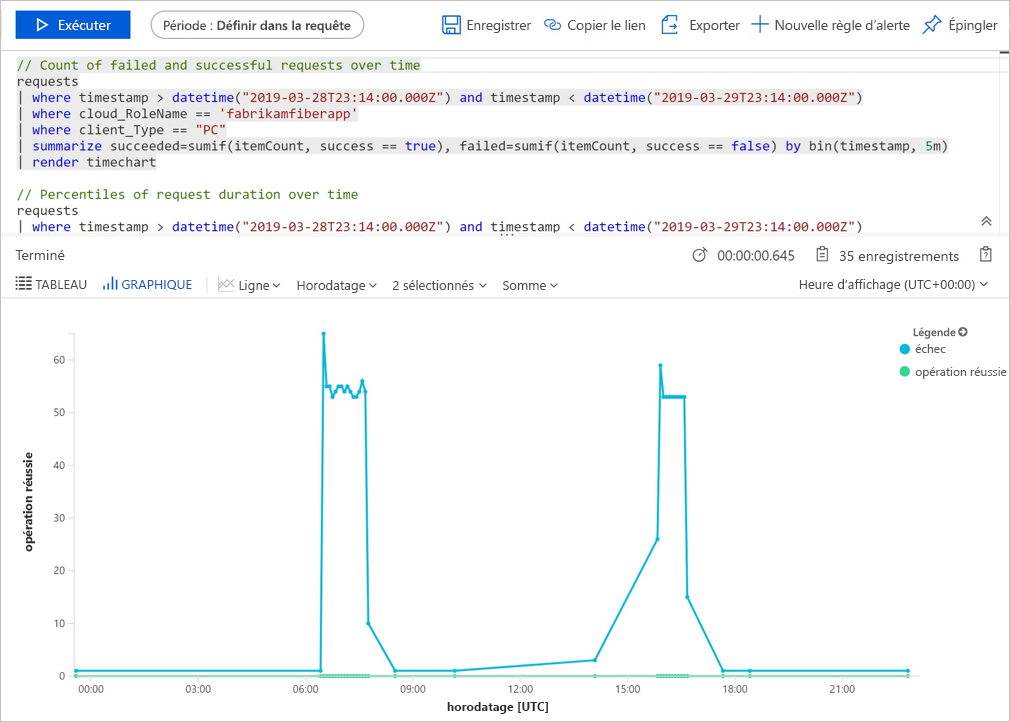 Exécuter
Période : Définir dans la requête
Enregistrer
Copier le lien
Exporter
Nouvelle règle d’alerte
Épingler
// Count of failed and successful requests over time
requests
| where timestamp > datetime("2019-03-28T23:14:00.000Z") and timestamp < datetime("2019-03-29T23:14:00.000Z")
| where cloud_RoleName == 'fabrikamfiberapp'
| where client_Type == "PC"
| summarize succeeded=sumif(itemCount, success == true), failed=sumif(itemCount, success == false) by bin(timestamp, 5m)
| render timechart
// Percentiles of request duration over time
requests
| where timestamp > datetime("2019-03-28T23:14:00.000Z") and timestamp < datetime("2019-03-29T23:14:00.000Z")
Terminé
00:00:00.645
35 enregistrements
TABLEAU
GRAPHIQUE
Ligne
Horodatage
2 sélectionnés
Somme
Heure d’affichage (UTC+00:00)
Légende
échec
opération réussie
opération réussie
60
50
40
30
20
10
0
00:00
03:00
06:00
09:00
12:00
15:00
18:00
21:00
horodatage [UTC]